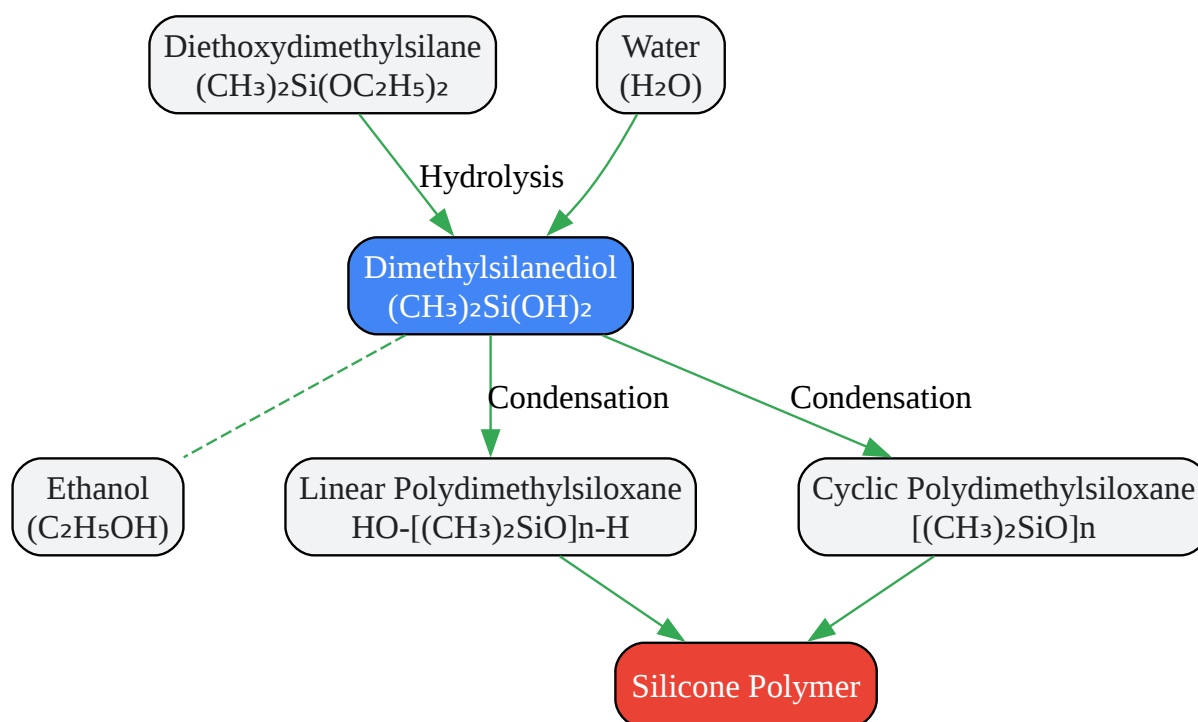 Diethoxydimethylsilane
(CH₃)₂Si(OC₂H₅)₂
Water
(H₂O)
Hydrolysis
Dimethylsilanediol
(CH₃)₂Si(OH)₂
Condensation
Condensation
Ethanol
(C₂H₅OH)
Linear Polydimethylsiloxane
HO-[(CH₃)₂SiO]n-H
Cyclic Polydimethylsiloxane
[(CH₃)₂SiO]n
Silicone Polymer